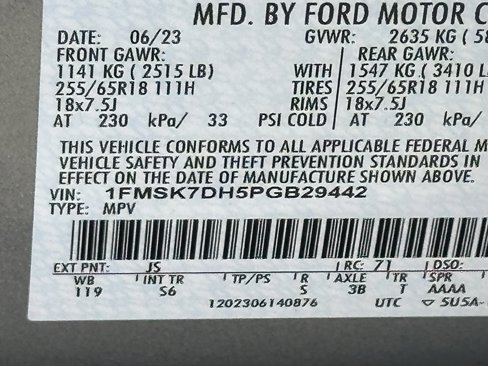 MFD. BY FORD MOTOR C
DATE: 06/23 GVWR: 2635 KG ( 58
FRONT GAWR: REAR GAWR:
1141 KG ( 2515 LB) WITH 1547 KG ( 3410 L
255/65R18 111H TIRES 255/65R18 111H
18x7.5J RIMS 18x7.5J
AT 230 kPa/ 33 PSI COLD AT 230 kPa/
THIS VEHICLE CONFORMS TO ALL APPLICABLE FEDERAL M
VEHICLE SAFETY AND THEFT PREVENTION STANDARDS IN
EFFECT ON THE DATE OF MANUFACTURE SHOWN ABOVE.
VIN: 1FMSK7DH5PGB29442
TYPE: MPV
EXT PNT: JS RC: 71 DSO:
WB INT TR TP/PS R AXLE TR SPR
119 S6 S 3B T AAAA
1202306140876 UTC ▽ 5U5A-